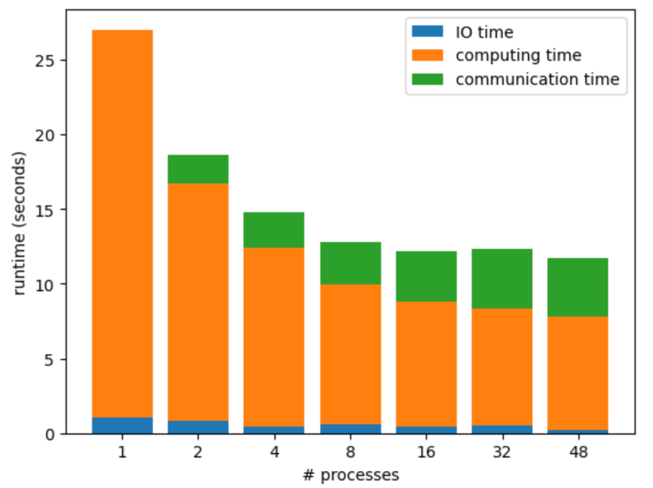 IO time
computing time
communication time
runtime (seconds)
25
20
15
10
5
0
1 2 4 8 16 32 48
# processes